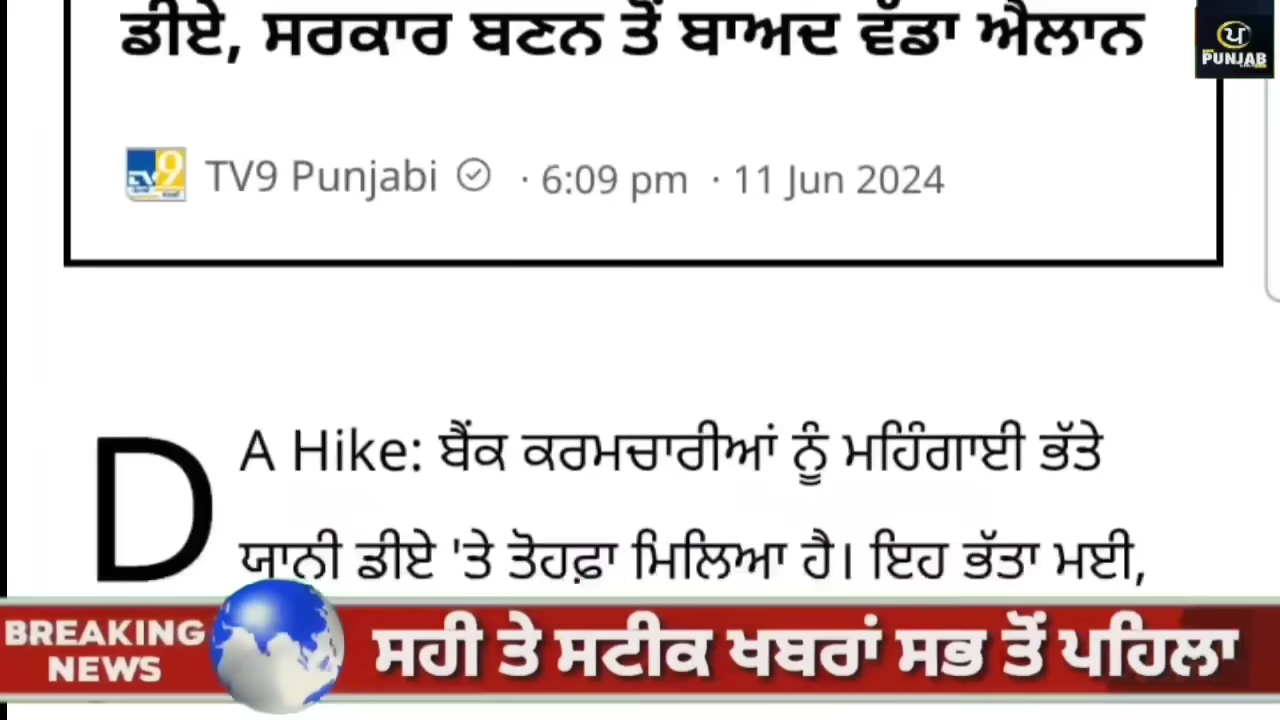 ਡੀਏ, ਸਰਕਾਰ ਬਣਨ ਤੋਂ ਬਾਅਦ ਵੱਡਾ ਐਲਾਨ
ਪ
PUNJAB
TV9 Punjabi · 6:09 pm · 11 Jun 2024
DA Hike: ਬੈਂਕ ਕਰਮਚਾਰੀਆਂ ਨੂੰ ਮਹਿੰਗਾਈ ਭੱਤੇ
ਯਾਨੀ ਡੀਏ 'ਤੇ ਤੋਹਫ਼ਾ ਮਿਲਿਆ ਹੈ। ਇਹ ਭੱਤਾ ਮਈ,
BREAKING
NEWS
ਸਹੀ ਤੇ ਸਟੀਕ ਖਬਰਾਂ ਸਭ ਤੋਂ ਪਹਿਲਾ